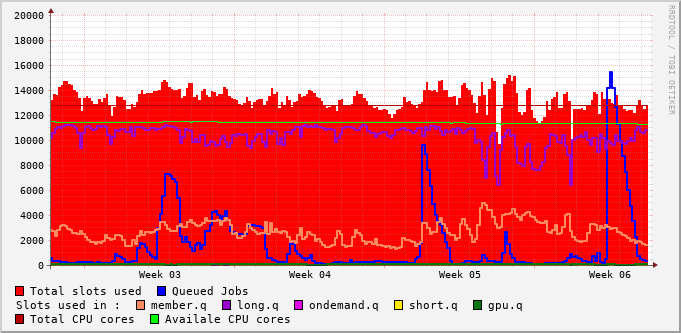 RRDTOOL / TOBI OETIKER
20000
18000
16000
14000
12000
10000
8000
6000
4000
2000
0
Week 03 Week 04 Week 05 Week 06
Total slots used Queued Jobs
Slots used in : member.q long.q ondemand.q short.q gpu.q
Total CPU cores Availale CPU cores